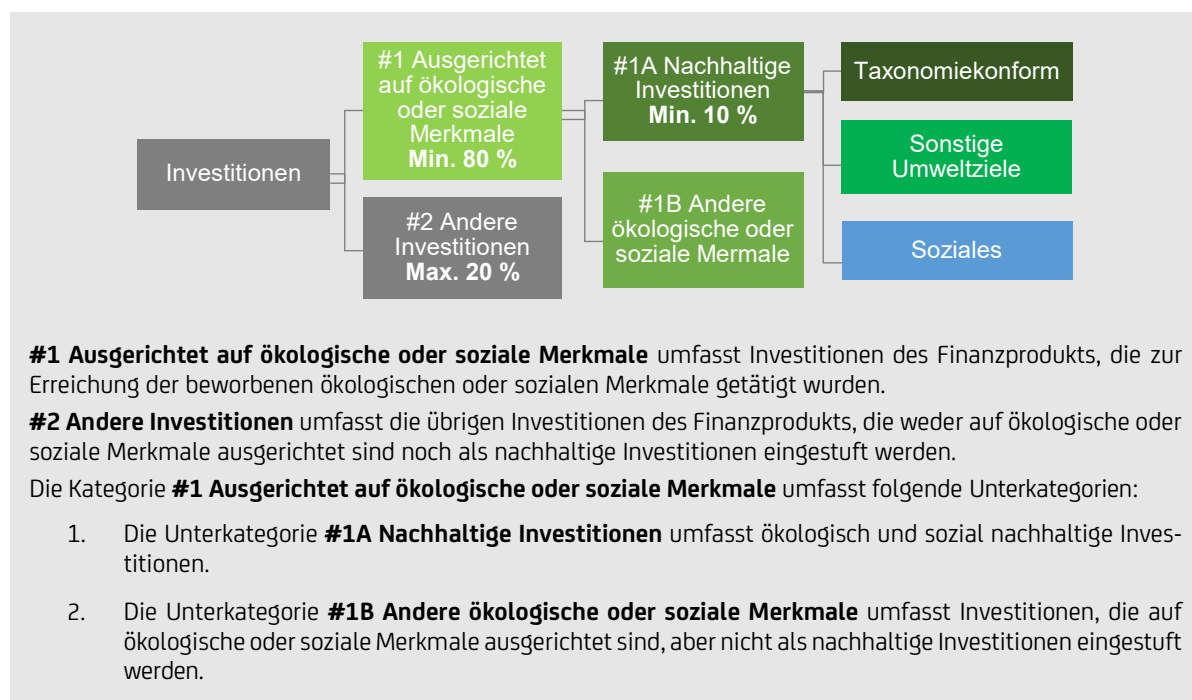 Investitionen
#1 Ausgerichtet
auf ökologische
oder soziale
Merkmale
Min. 80 %
#2 Andere
Investitionen
Max. 20 %
#1A Nachhaltige
Investitionen
Min. 10 %
#1B Andere
ökologische oder
soziale Mermale
Taxonomiekonform
Sonstige
Umweltziele
Soziales
#1 Ausgerichtet auf ökologische oder soziale Merkmale umfasst Investitionen des Finanzprodukts, die zur
Erreichung der beworbenen ökologischen oder sozialen Merkmale getätigt wurden.
#2 Andere Investitionen umfasst die übrigen Investitionen des Finanzprodukts, die weder auf ökologische oder
soziale Merkmale ausgerichtet sind noch als nachhaltige Investitionen eingestuft werden.
Die Kategorie #1 Ausgerichtet auf ökologische oder soziale Merkmale umfasst folgende Unterkategorien:
1. Die Unterkategorie #1A Nachhaltige Investitionen umfasst ökologisch und sozial nachhaltige Inves-
titionen.
2. Die Unterkategorie #1B Andere ökologische oder soziale Merkmale umfasst Investitionen, die auf
ökologische oder soziale Merkmale ausgerichtet sind, aber nicht als nachhaltige Investitionen eingestuft
werden.